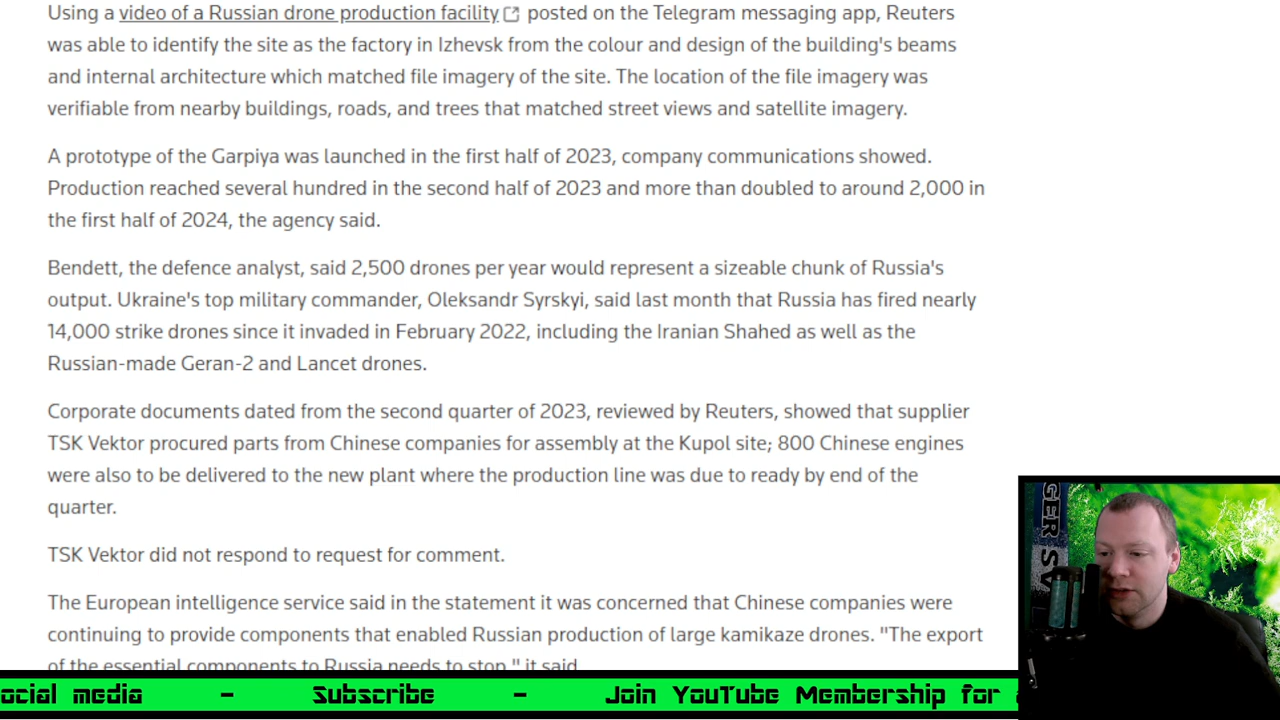 Using a video of a Russian drone production facility posted on the Telegram messaging app, Reuters
was able to identify the site as the factory in Izhevsk from the colour and design of the building's beams
and internal architecture which matched file imagery of the site. The location of the file imagery was
verifiable from nearby buildings, roads, and trees that matched street views and satellite imagery.
A prototype of the Garpiya was launched in the first half of 2023, company communications showed.
Production reached several hundred in the second half of 2023 and more than doubled to around 2,000 in
the first half of 2024, the agency said.
Bendett, the defence analyst, said 2,500 drones per year would represent a sizeable chunk of Russia's
output. Ukraine's top military commander, Oleksandr Syrskyi, said last month that Russia has fired nearly
14,000 strike drones since it invaded in February 2022, including the Iranian Shahed as well as the
Russian-made Geran-2 and Lancet drones.
Corporate documents dated from the second quarter of 2023, reviewed by Reuters, showed that supplier
TSK Vektor procured parts from Chinese companies for assembly at the Kupol site; 800 Chinese engines
were also to be delivered to the new plant where the production line was due to ready by end of the
quarter.
TSK Vektor did not respond to request for comment.
The European intelligence service said in the statement it was concerned that Chinese companies were
continuing to provide components that enabled Russian production of large kamikaze drones. "The export
of the essential components to Russia needs to stop," it said
GER SV
ocial media - Subscribe - Join YouTube Membership for